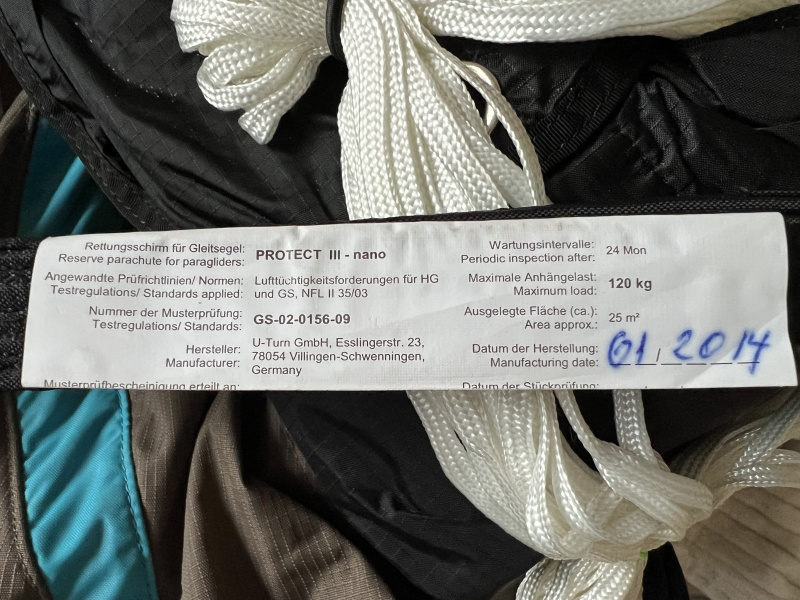 Rettungsschirm für Gleitsegel:
Reserve parachute for paragliders:
PROTECT III - nano
Angewandte Prüfrichtlinien/ Normen:
Testregulations/ Standards applied:
Lufttüchtigkeitsforderungen für HG
und GS, NFL II 35/03
Nummer der Musterprüfung:
Testregulations/ Standards:
GS-02-0156-09
Hersteller:
Manufacturer:
U-Turn GmbH, Esslingerstr. 23,
78054 Villingen-Schwenningen,
Germany
Musterprüfbescheinigung erteilt an:
Wartungsintervalle:
Periodic inspection after:
24 Mon
Maximale Anhängelast:
Maximum load:
120 kg
Ausgelegte Fläche (ca.):
Area approx.:
25 m²
Datum der Herstellung:
Manufacturing date:
01/2014
Datum der Stückprüfung: